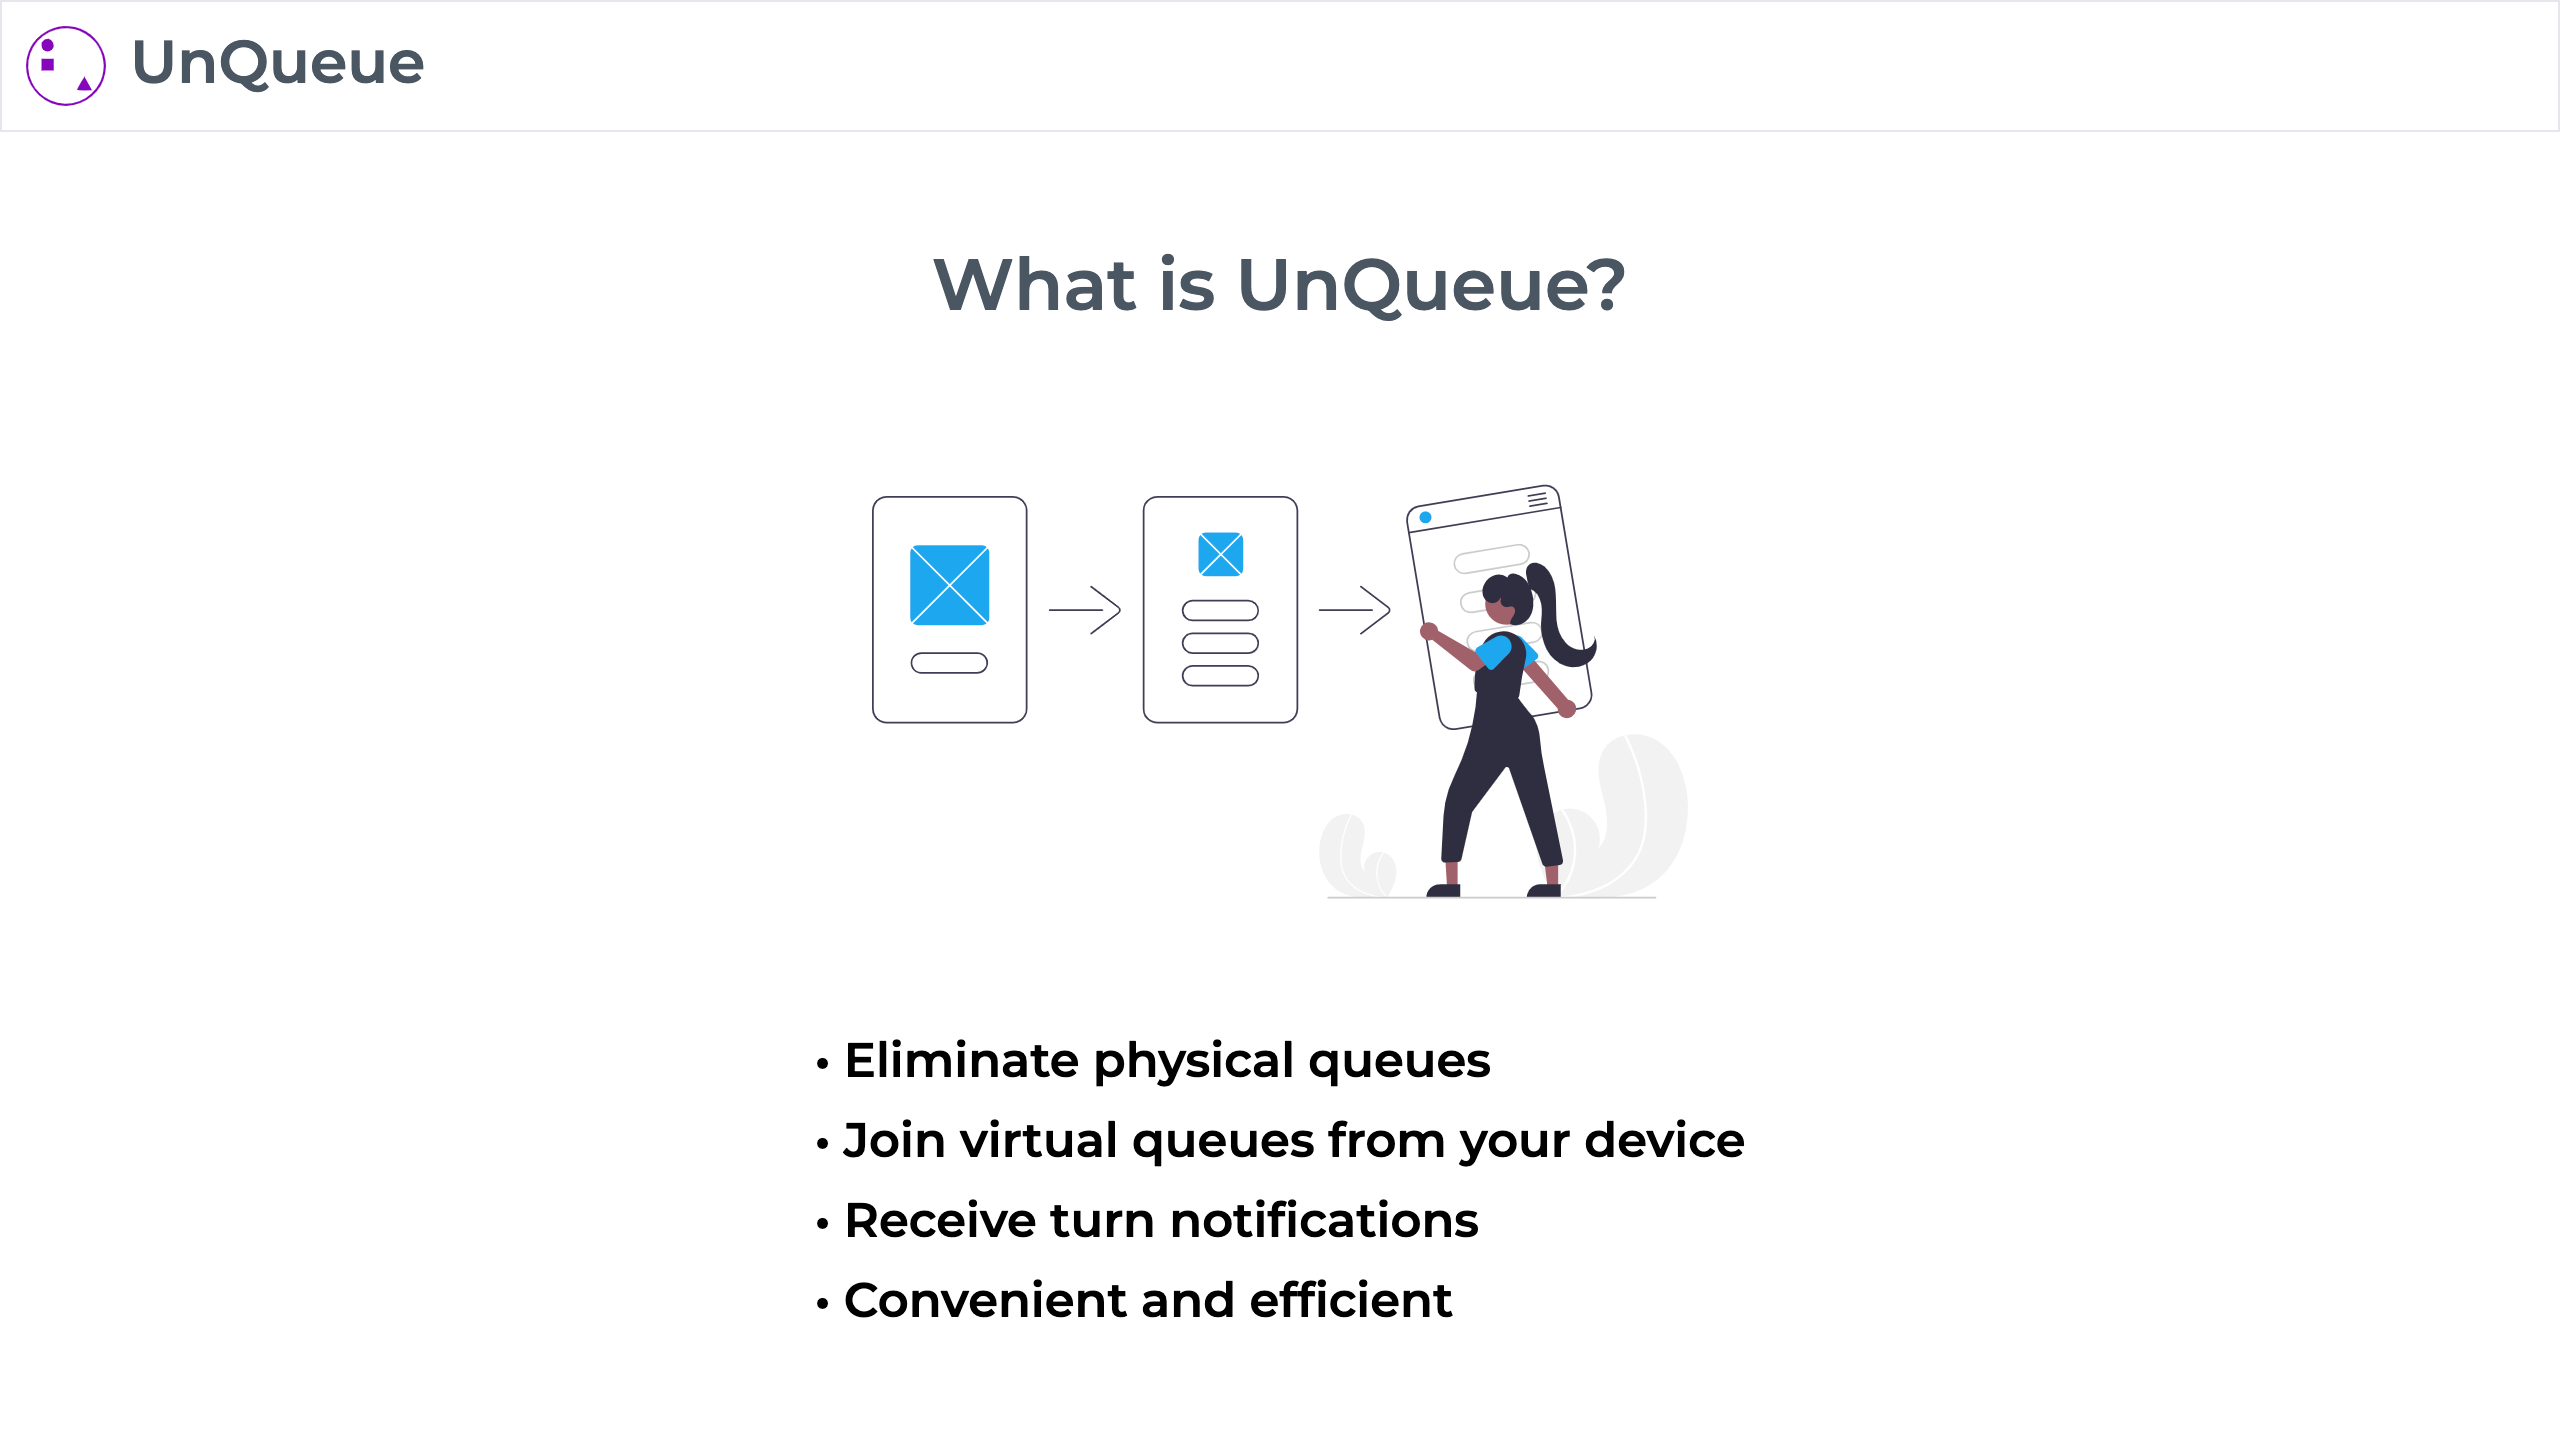 UnQueue
What is UnQueue?
• Eliminate physical queues
• Join virtual queues from your device
• Receive turn notifications
• Convenient and efficient